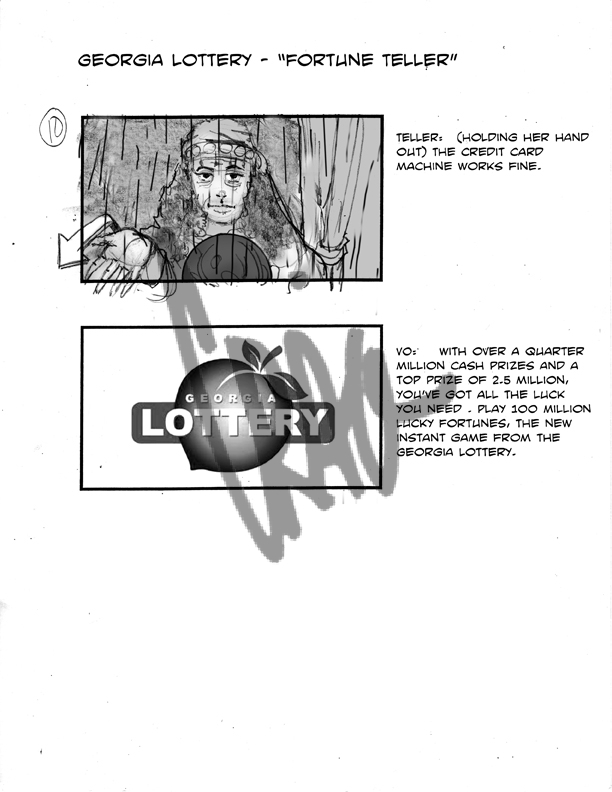 GEORGIA LOTTERY - "FORTUNE TELLER"
10
TELLER: (HOLDING HER HAND
OUT) THE CREDIT CARD
MACHINE WORKS FINE.
GEORGIA
LOTTERY
VO: WITH OVER A QUARTER
MILLION CASH PRIZES AND A
TOP PRIZE OF 2.5 MILLION,
YOU'VE GOT ALL THE LUCK
YOU NEED . PLAY 100 MILLION
LUCKY FORTUNES, THE NEW
INSTANT GAME FROM THE
GEORGIA LOTTERY.